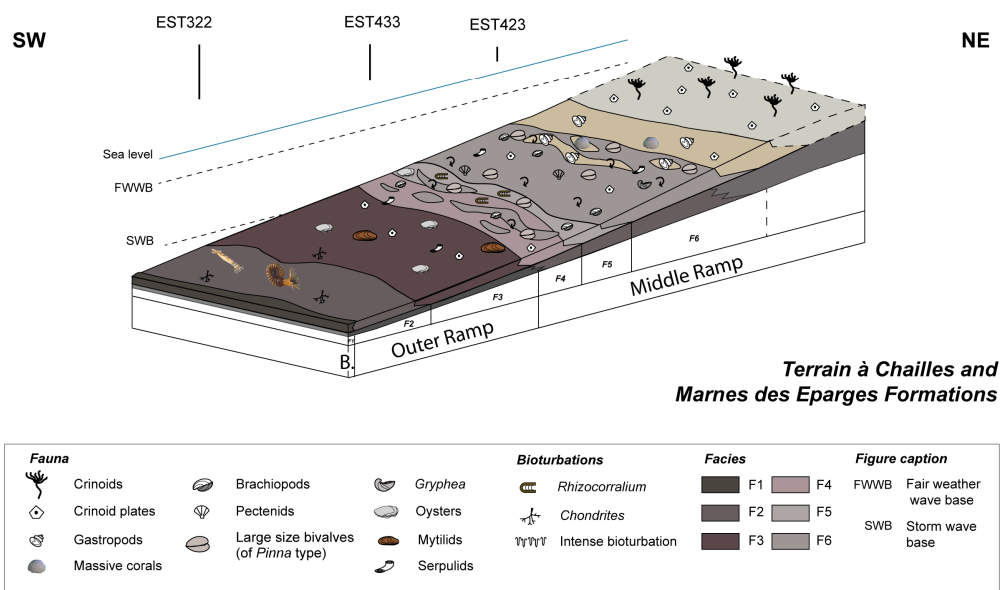 EST322
EST433
EST423
SW
NE
Sea level
FWWB
SWB
F1
F2
F3
F4
F5
F6
B.
Outer Ramp
Middle Ramp
Terrain à Chailles and
Marnes des Eparges Formations
Fauna
Crinoids
Crinoid plates
Gastropods
Massive corals
Brachiopods
Pectenids
Large size bivalves
(of Pinna type)
Gryphea
Oysters
Mytilids
Serpulids
Bioturbations
Rhizocorralium
Chondrites
Intense bioturbation
Facies
F1
F2
F3
F4
F5
F6
Figure caption
FWWB Fair weather
wave base
SWB Storm wave
base